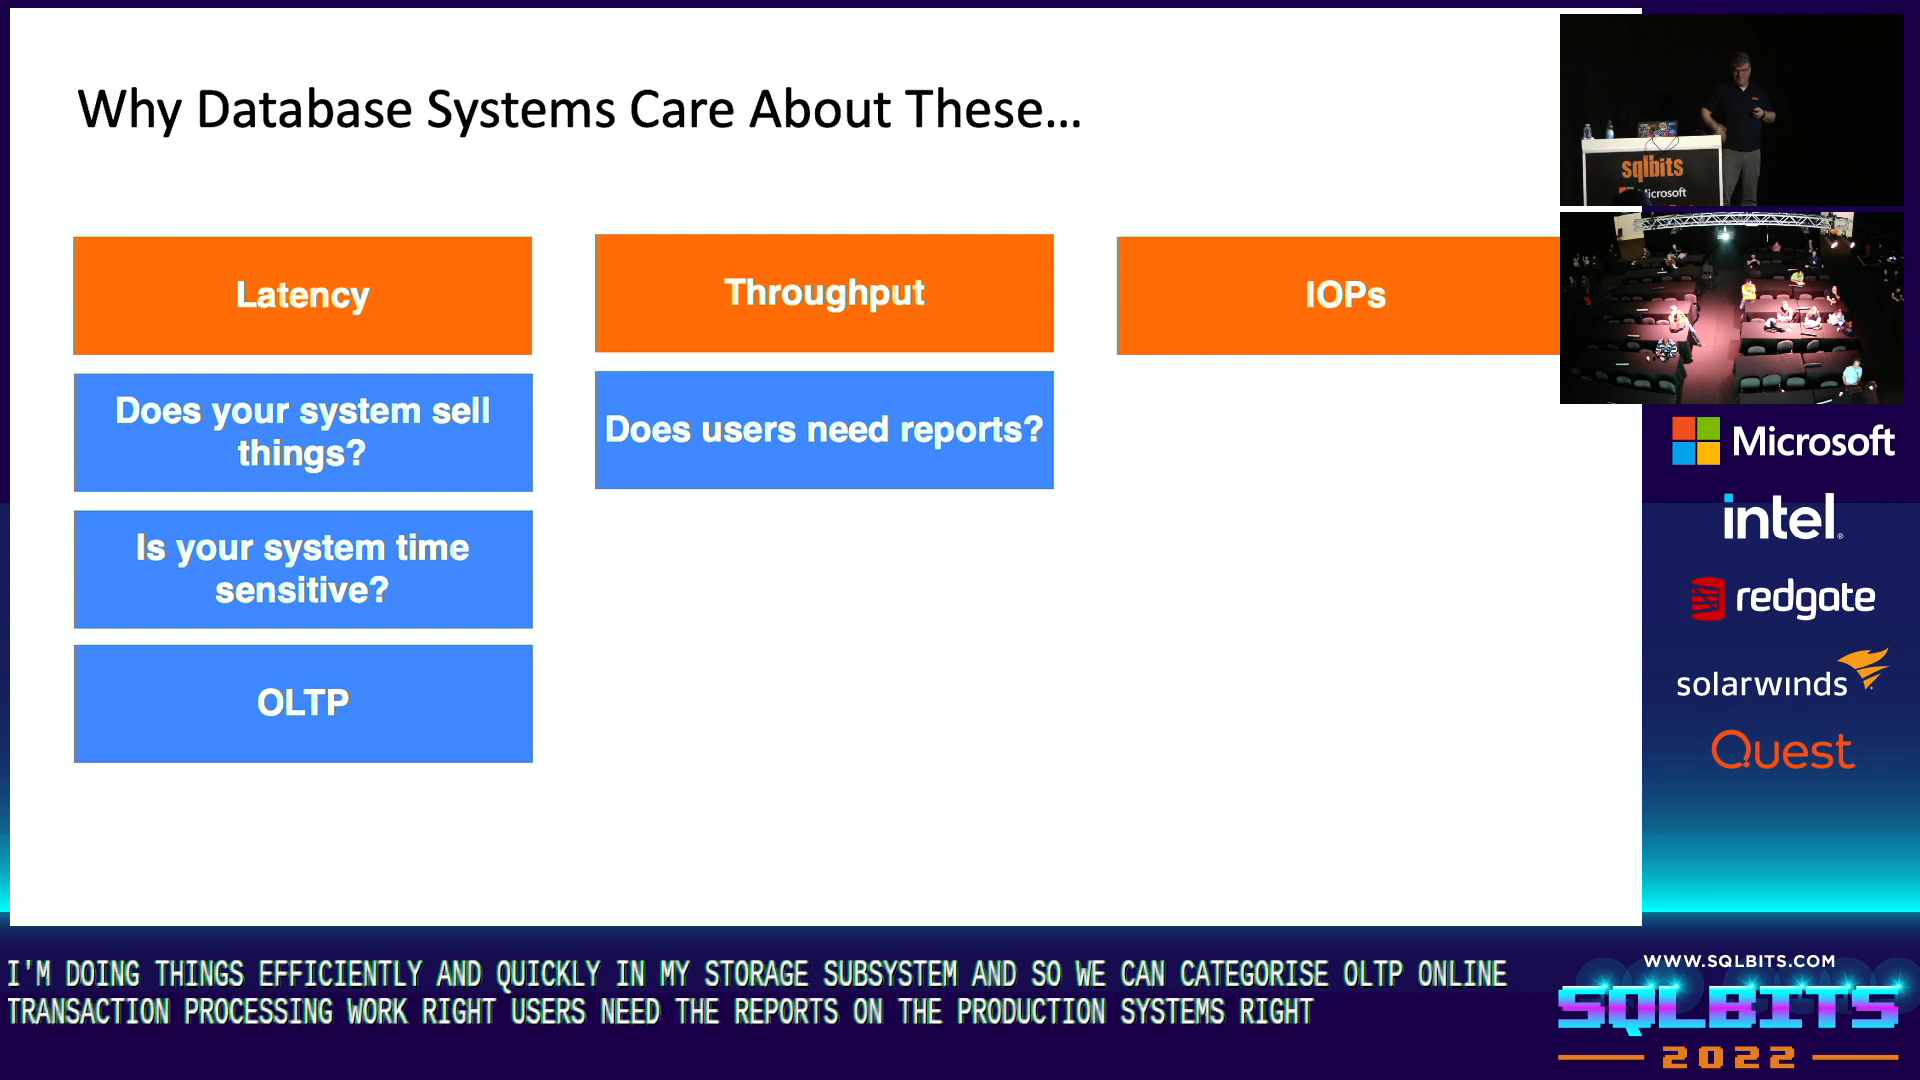 Why Database Systems Care About These...
Latency
Throughput
IOPs
Does your system sell
things?
Does users need reports?
Is your system time
sensitive?
OLTP
sqlbits
Microsoft
Microsoft
intel.
redgate
solarwinds
Quest
I'M DOING THINGS EFFICIENTLY AND QUICKLY IN MY STORAGE SUBSYSTEM AND SO WE CAN CATEGORISE OLTP ONLINE
TRANSACTION PROCESSING WORK RIGHT USERS NEED THE REPORTS ON THE PRODUCTION SYSTEMS RIGHT
WWW.SQLBITS.COM
SQLBITS
2022